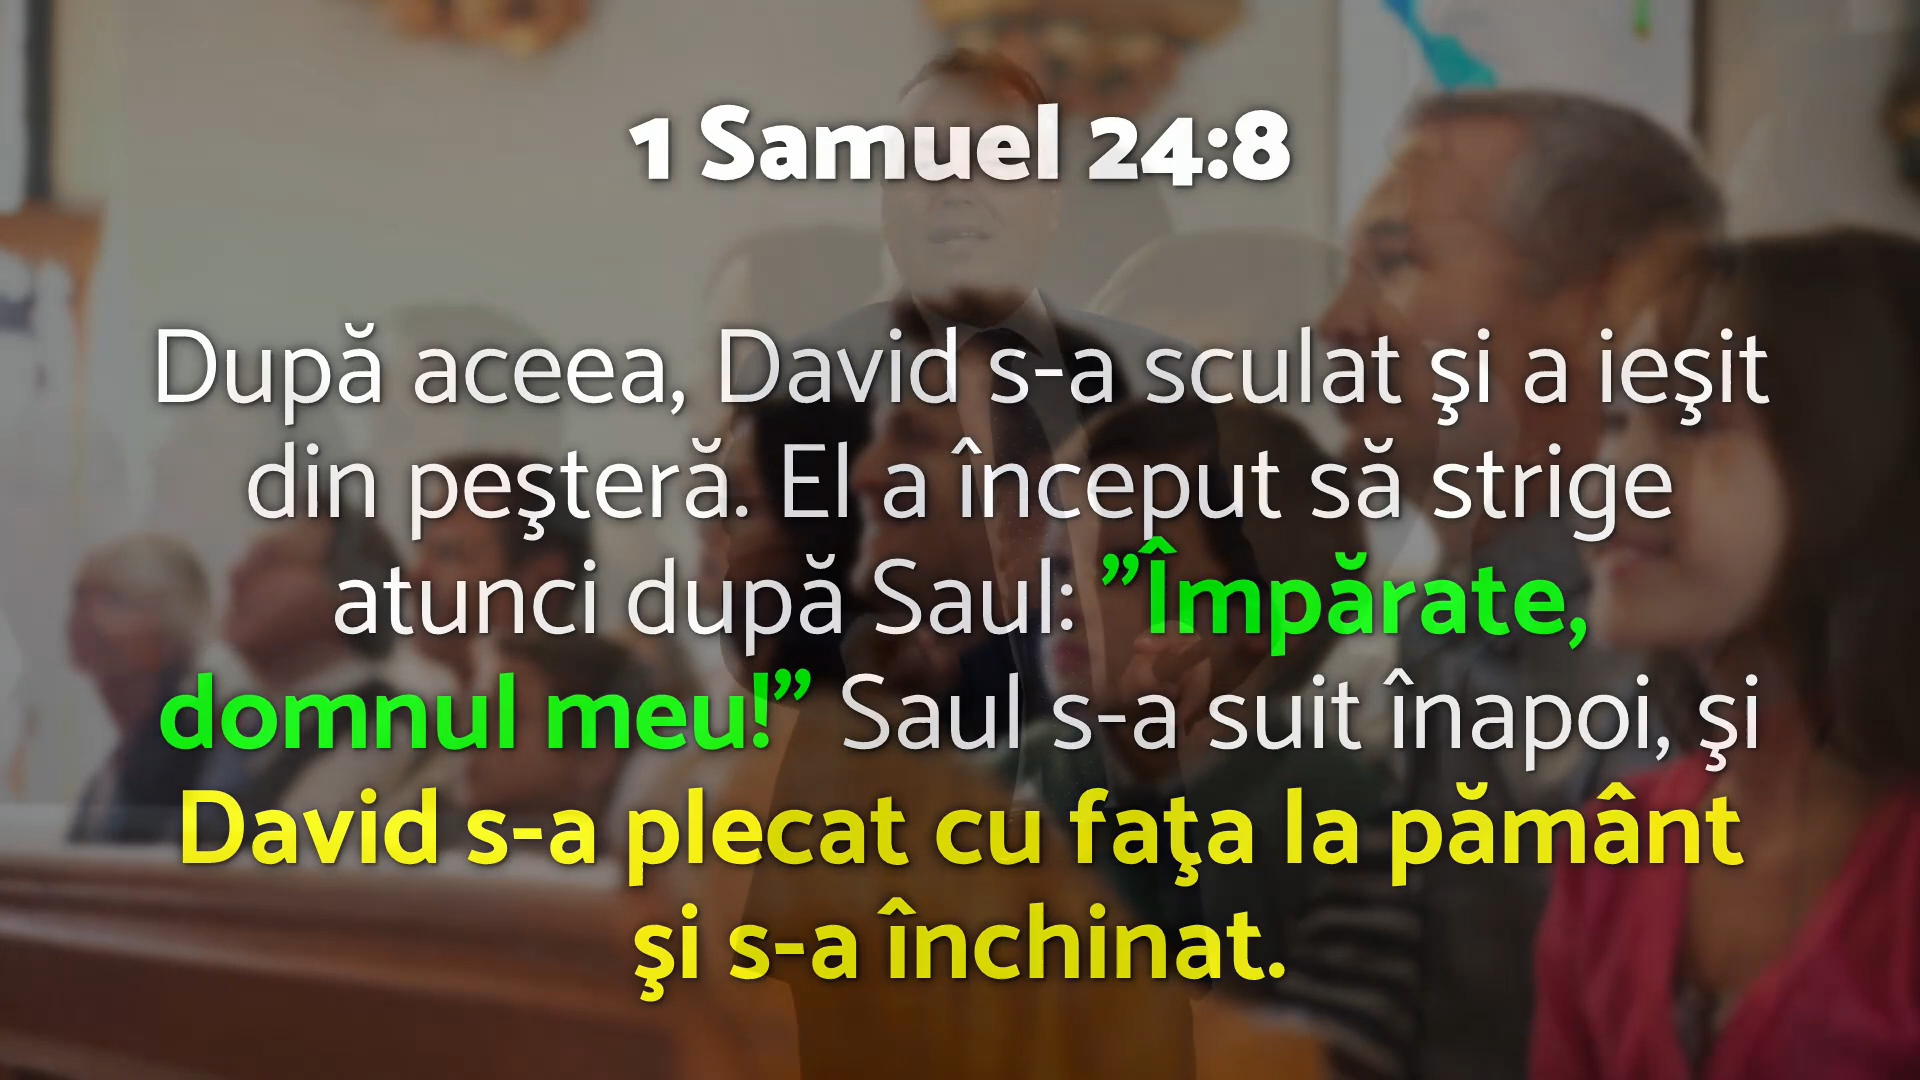 1 Samuel 24:8
După aceea, David s-a sculat şi a ieşit
din peşteră. El a început să strige
atunci după Saul: ”Împărate,
domnul meu!” Saul s-a suit înapoi, şi
David s-a plecat cu faţa la pământ
şi s-a închinat.